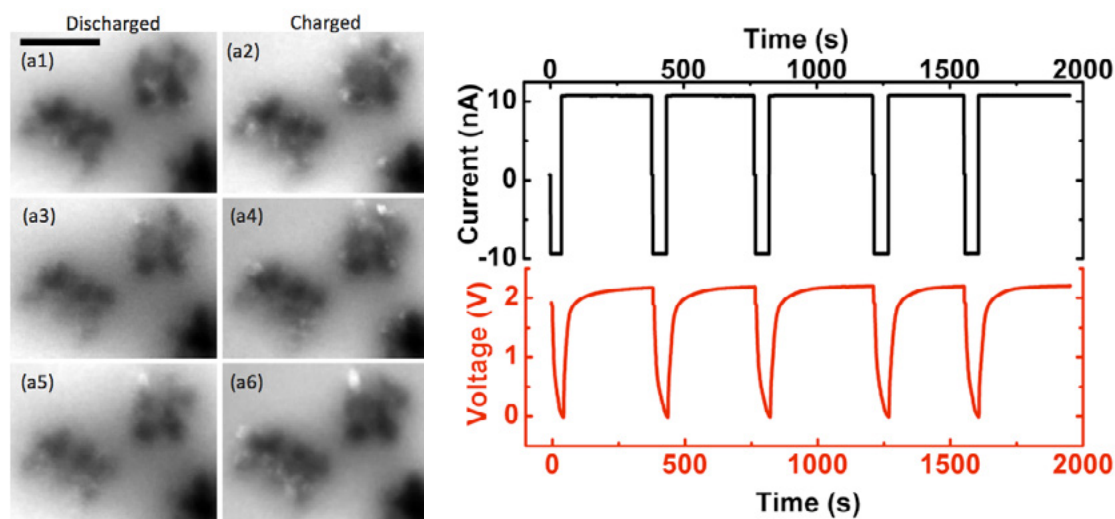 Discharged Charged
(a1) (a2)
(a3) (a4)
(a5) (a6)
Time (s)
0 500 1000 1500 2000
Current (nA)
10
0
-10
Voltage (V)
2
1
0
0 500 1000 1500 2000
Time (s)